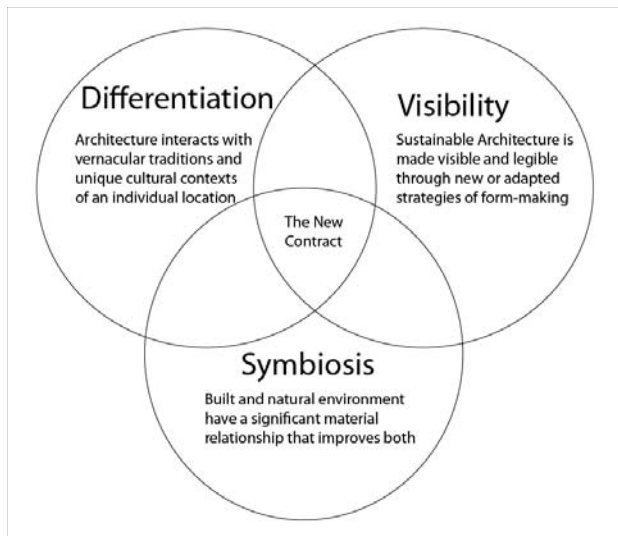 Differentiation
Architecture interacts with
vernacular traditions and
unique cultural contexts
of an individual location
Visibility
Sustainable Architecture is
made visible and legible
through new or adapted
strategies of form-making
The New
Contract
Symbiosis
Built and natural environment
have a significant material
relationship that improves both